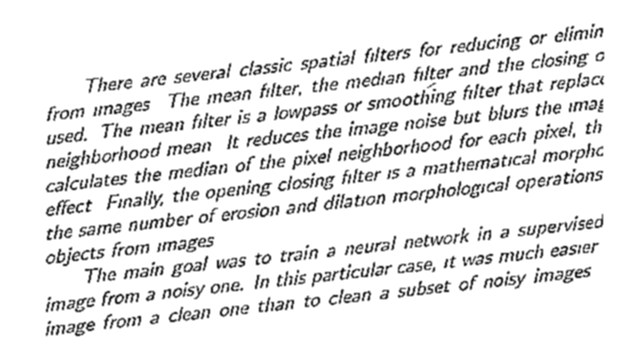 There are several classic spatial filters for reducing or elimin
from images The mean filter, the median filter and the closing o
used. The mean filter is a lowpass or smoothing filter that replac
neighborhood mean It reduces the image noise but blurs the imag
calculates the median of the pixel neighborhood for each pixel, th
effect Finally, the opening closing filter is a mathematical morpho
the same number of erosion and dilation morphological operations
objects from images
The main goal was to train a neural network in a supervised
image from a noisy one. In this particular case, it was much easier
image from a clean one than to clean a subset of noisy images